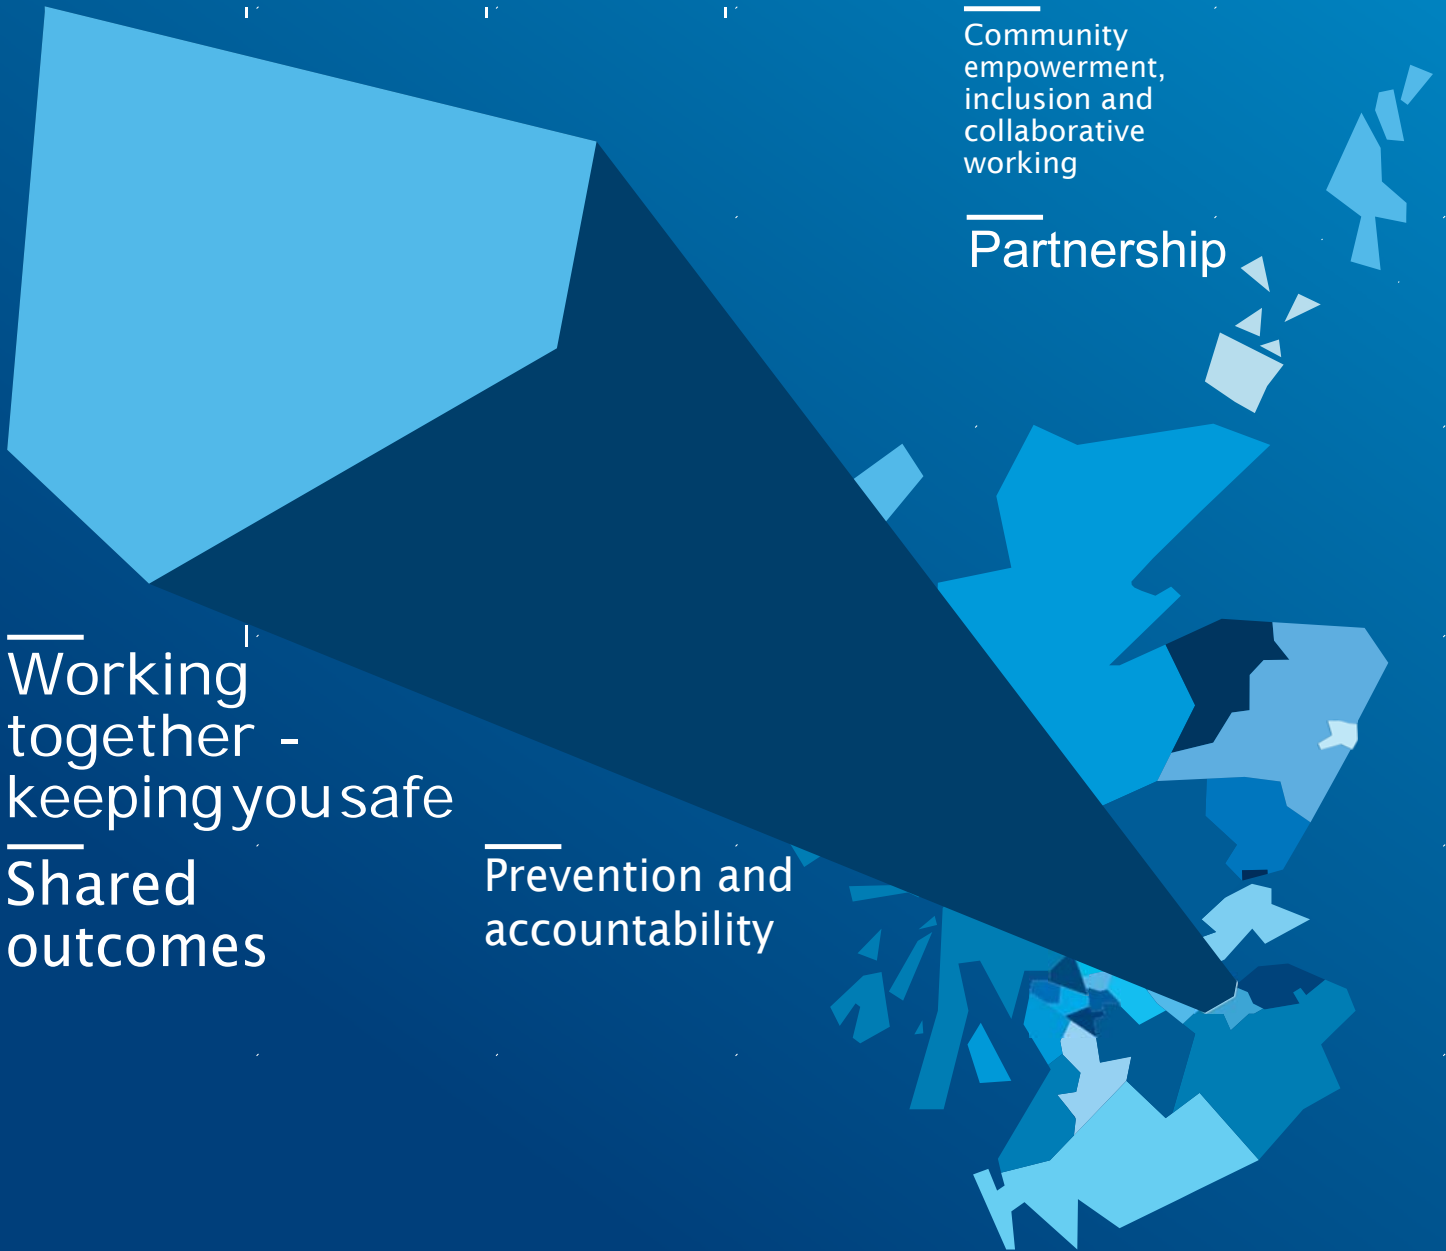 Community
empowerment,
inclusion and
collaborative
working
Partnership
Working
together -
keeping you safe
Shared
outcomes
Prevention and
accountability